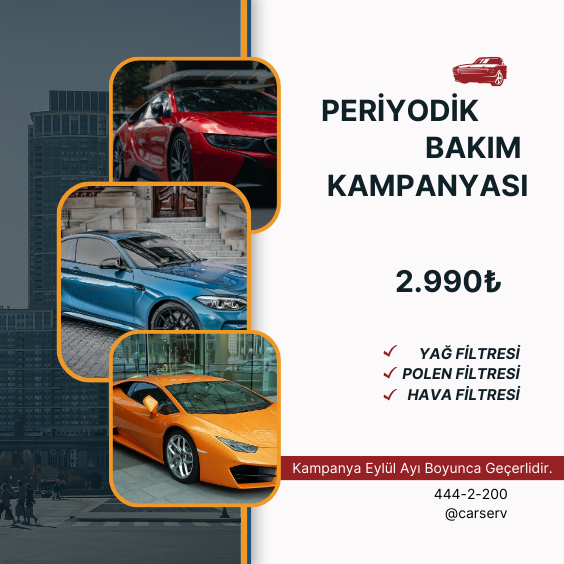 PERİYODİK
BAKIM
KAMPANYASI
2.990₺
YAĞ FİLTRESİ
POLEN FİLTRESİ
HAVA FİLTRESİ
Kampanya Eylül Ayı Boyunca Geçerlidir.
444-2-200
@carserv